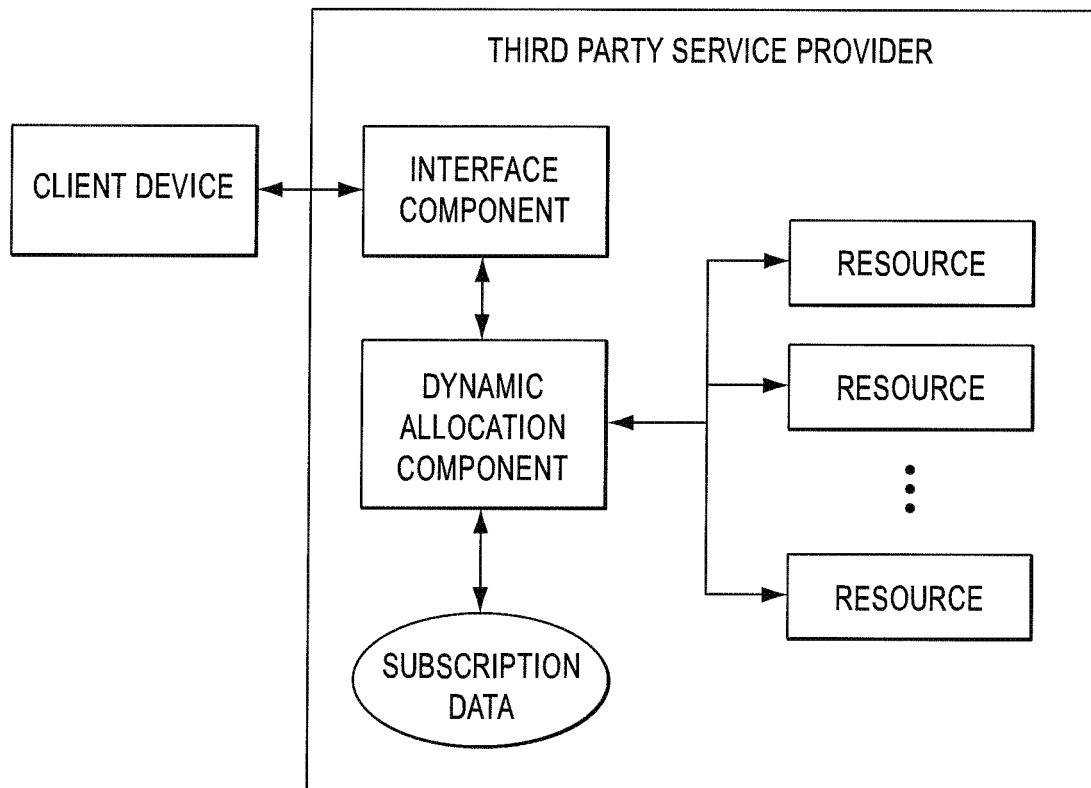 THIRD PARTY SERVICE PROVIDER
CLIENT DEVICE
INTERFACE
COMPONENT
RESOURCE
DYNAMIC
ALLOCATION
COMPONENT
RESOURCE
RESOURCE
SUBSCRIPTION
DATA